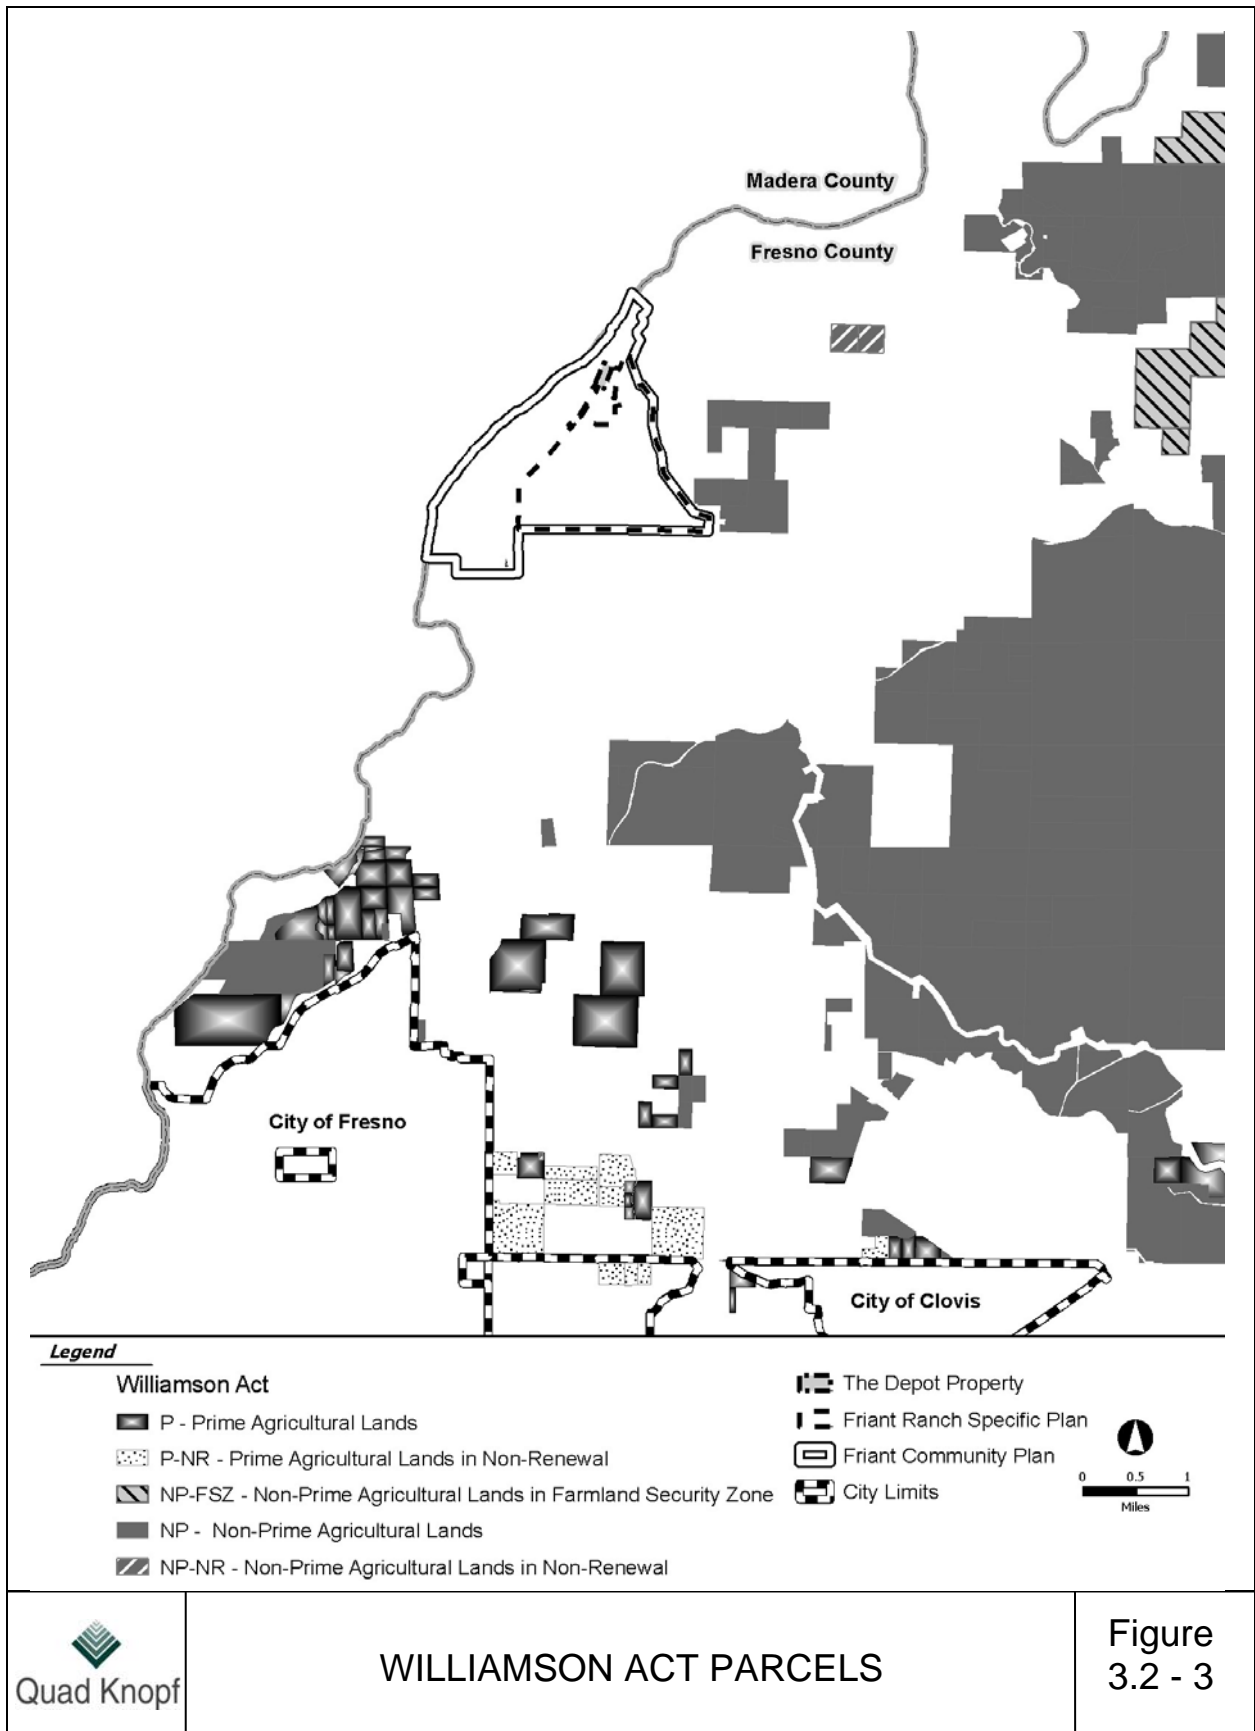 Madera County
Fresno County
City of Fresno
City of Clovis
Legend
Williamson Act
P - Prime Agricultural Lands
P-NR - Prime Agricultural Lands in Non-Renewal
NP-FSZ - Non-Prime Agricultural Lands in Farmland Security Zone
NP - Non-Prime Agricultural Lands
NP-NR - Non-Prime Agricultural Lands in Non-Renewal
The Depot Property
Friant Ranch Specific Plan
Friant Community Plan
City Limits
0 0.5 1
Miles
Quad Knopf
WILLIAMSON ACT PARCELS
Figure
3.2 - 3